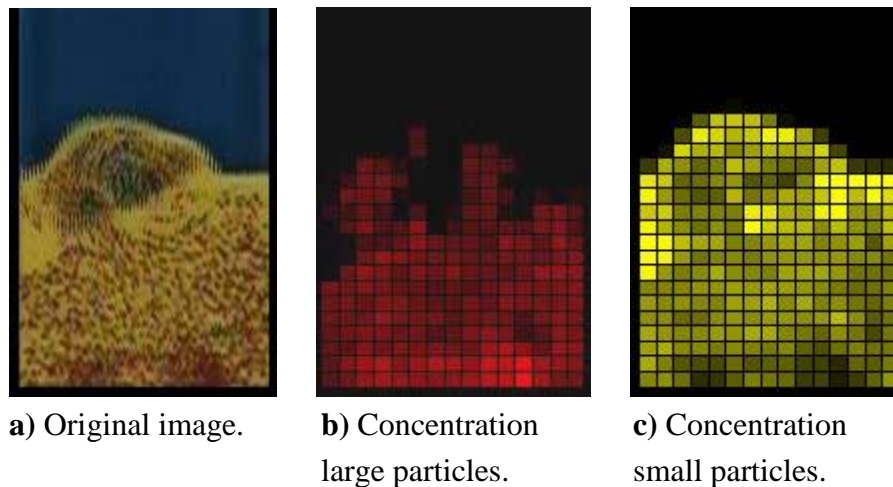 a) Original image.
b) Concentration
large particles.
c) Concentration
small particles.